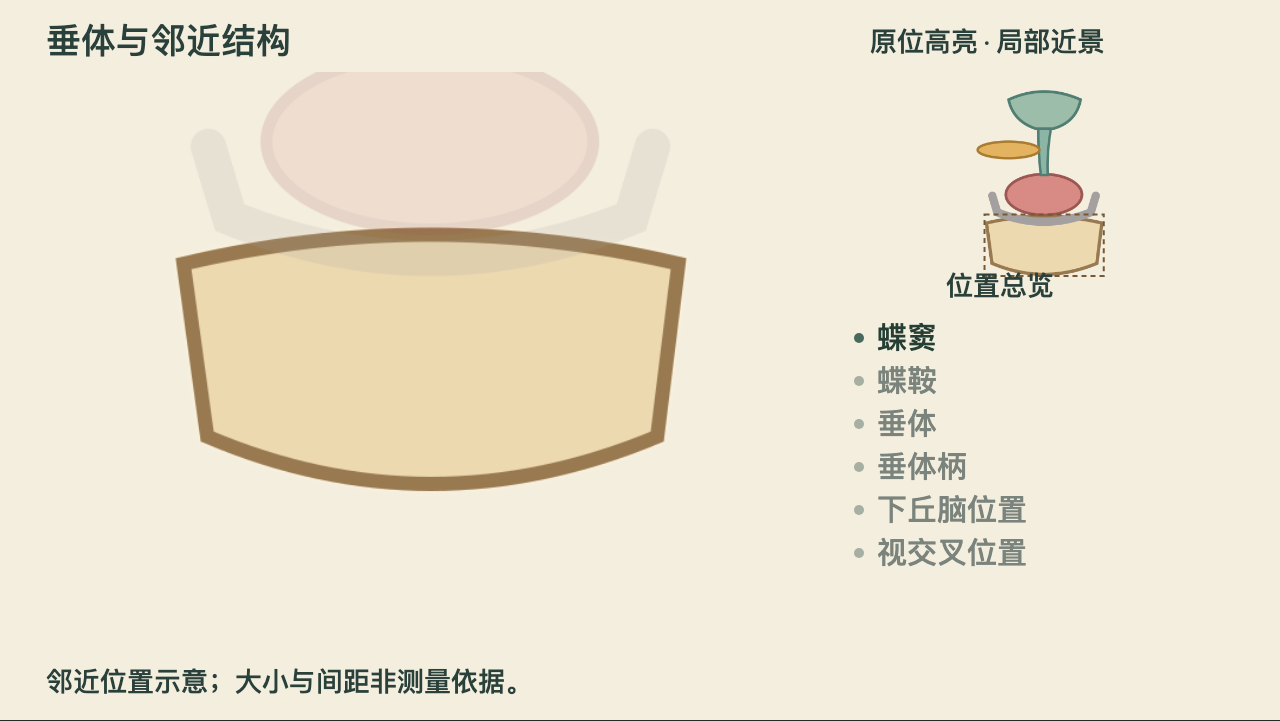 垂体与邻近结构
原位高亮 · 局部近景
位置总览
蝶窦
蝶鞍
垂体
垂体柄
下丘脑位置
视交叉位置
邻近位置示意；大小与间距非测量依据。